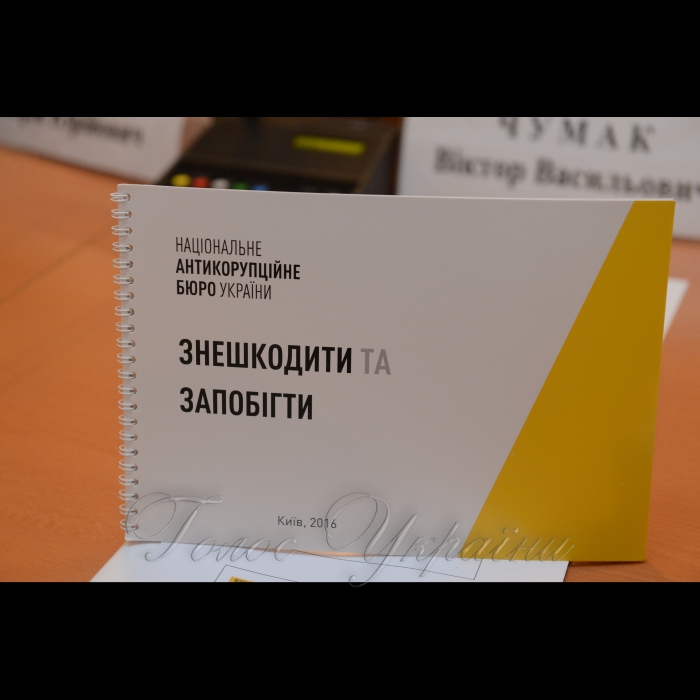 ЧУМАК
Віктор Васильович
НАЦІОНАЛЬНЕ
АНТИКОРУПЦІЙНЕ
БЮРО УКРАЇНИ
ЗНЕШКОДИТИ ТА
ЗАПОБІГТИ
Київ, 2016
Голос України